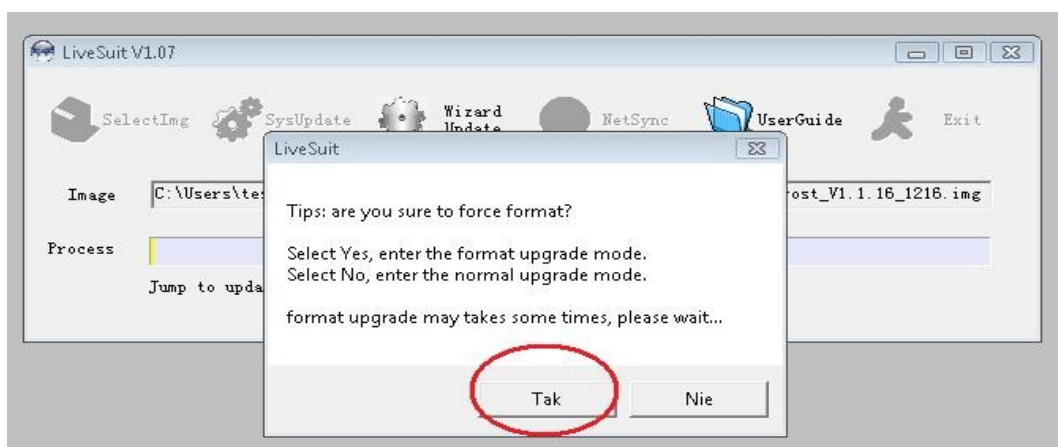 LiveSuit V1.07
SelectImg SysUpdate Wizard Update NetSync UserGuide Exit
LiveSuit
Image C:\Users\te ost_V1.1.16_1216.img
Tips: are you sure to force format?
Process
Select Yes, enter the format upgrade mode.
Select No, enter the normal upgrade mode.
Jump to upda
format upgrade may takes some times, please wait...
Tak Nie